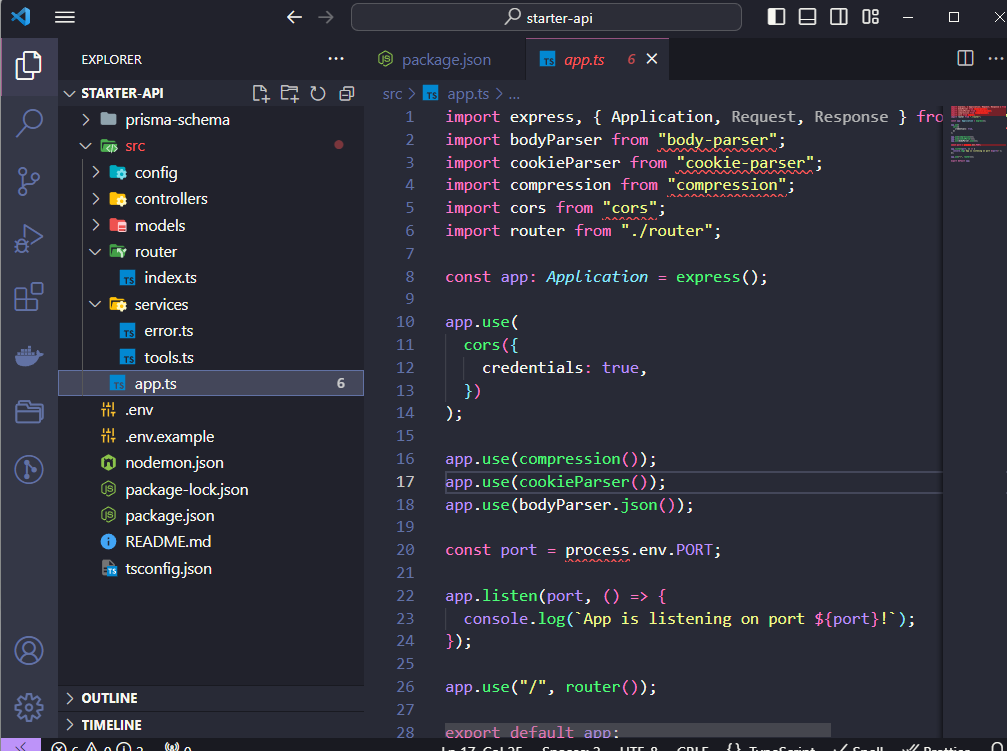 starter-api
EXPLORER
STARTER-API
prisma-schema
src
config
controllers
models
router
index.ts
services
error.ts
tools.ts
app.ts 6
.env
.env.example
nodemon.json
package-lock.json
package.json
README.md
tsconfig.json
OUTLINE
TIMELINE
package.json
app.ts 6
src > app.ts > ...
1 import express, { Application, Request, Response } fro
2 import bodyParser from "body-parser";
3 import cookieParser from "cookie-parser";
4 import compression from "compression";
5 import cors from "cors";
6 import router from "./router";
7
8 const app: Application = express();
9
10 app.use(
11 cors({
12 credentials: true,
13 })
14 );
15
16 app.use(compression());
17 app.use(cookieParser());
18 app.use(bodyParser.json());
19
20 const port = process.env.PORT;
21
22 app.listen(port, () => {
23 console.log(`App is listening on port ${port}!`);
24 });
25
26 app.use("/", router());
27
28 export default app;
Ln 17, Col 25 Spaces: 2 UTF-8 CRLF {} TypeScript Spell Prettier